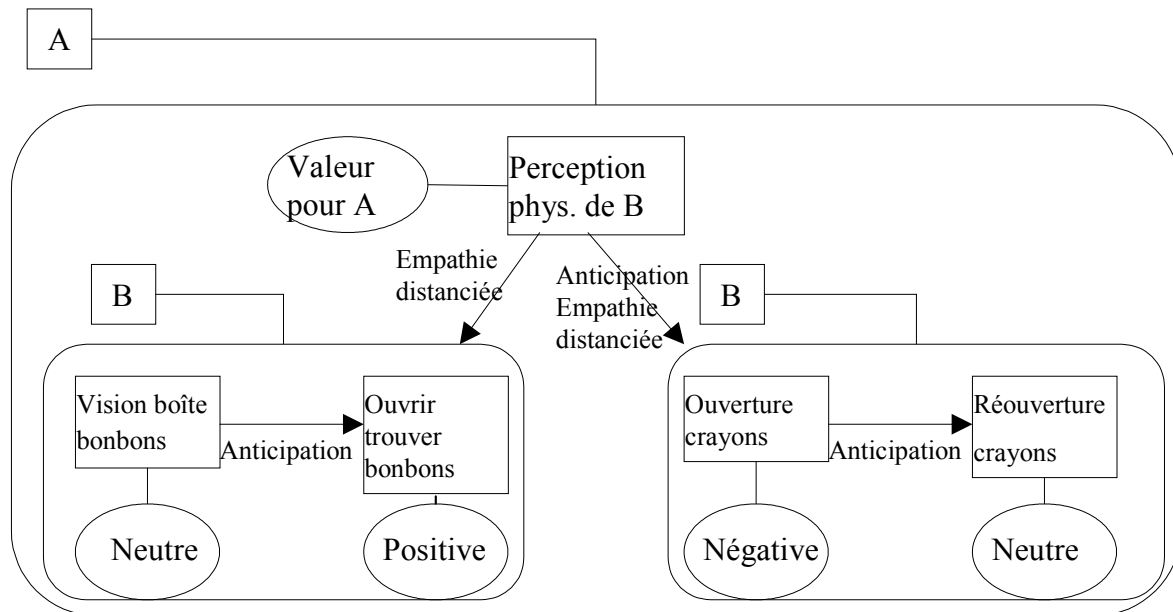 A
Valeur
pour A
Perception
phys. de B
Empathie
distanciée
Anticipation
Empathie
distanciée
B
B
Vision boîte
bonbons
Anticipation
Ouvrir
trouver
bonbons
Ouverture
crayons
Anticipation
Réouverture
crayons
Neutre
Positive
Négative
Neutre